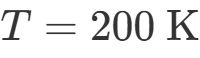 T = 200 K